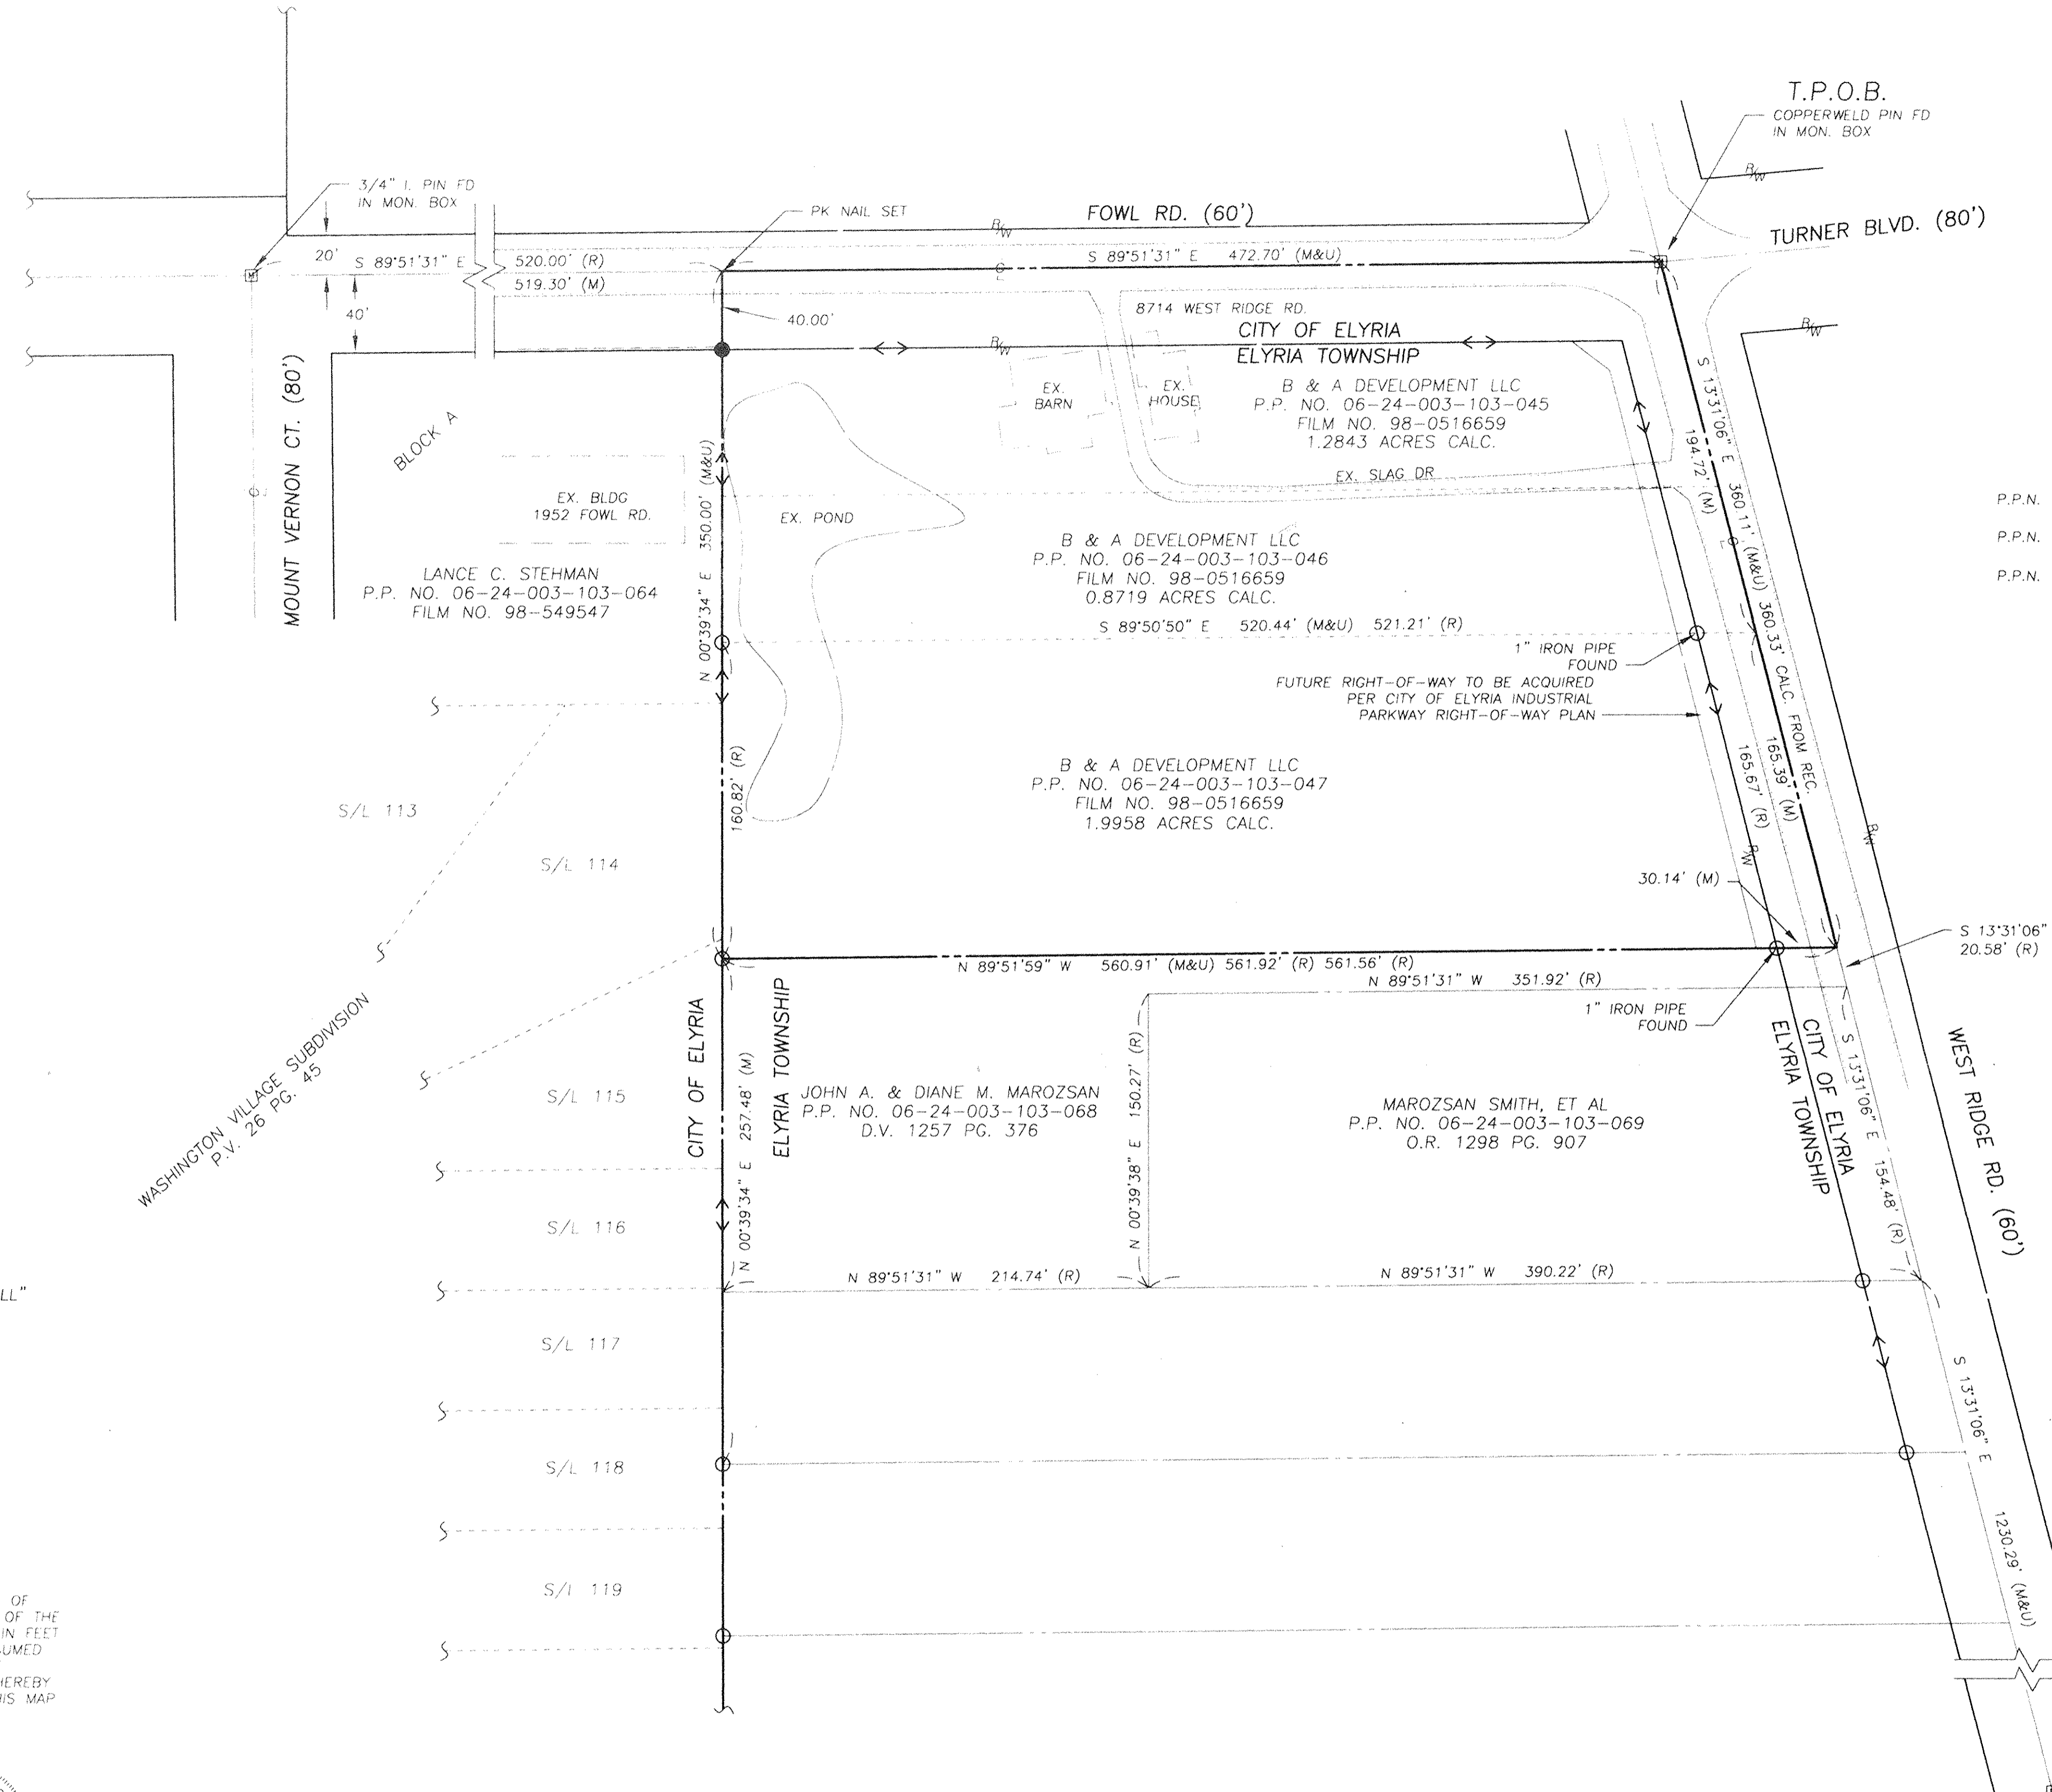 T.P.O.B.
COPPERWELD PIN FD
IN MON. BOX
R/W
TURNER BLVD. (80')
3/4" I. PIN FD
IN MON. BOX
PK NAIL SET
R/W
FOWL RD. (60')
20'
S 89°51'31" E
520.00' (R)
519.30' (M)
S 89°51'31" E 472.70' (M&U)
40'
40.00'
8714 WEST RIDGE RD.
CITY OF ELYRIA
R/W
ELYRIA TOWNSHIP
R/W
MOUNT VERNON CT. (80')
BLOCK A
EX.
BARN
EX.
HOUSE
B & A DEVELOPMENT LLC
P.P. NO. 06-24-003-103-045
FILM NO. 98-0516659
1.2843 ACRES CALC.
EX. SLAG DR
S 13°31'06" E 360.11' (M&U) 360.33' CALC. FROM REC.
194.72' (M)
EX. BLDG
1952 FOWL RD.
N 00°39'34" E 350.00' (M&U)
EX. POND
P.P.N.
P.P.N.
P.P.N.
LANCE C. STEHMAN
P.P. NO. 06-24-003-103-064
FILM NO. 98-549547
B & A DEVELOPMENT LLC
P.P. NO. 06-24-003-103-046
FILM NO. 98-0516659
0.8719 ACRES CALC.
S 89°50'50" E 520.44' (M&U) 521.21' (R)
1" IRON PIPE
FOUND
FUTURE RIGHT-OF-WAY TO BE ACQUIRED
PER CITY OF ELYRIA INDUSTRIAL
PARKWAY RIGHT-OF-WAY PLAN
160.82' (R)
B & A DEVELOPMENT LLC
P.P. NO. 06-24-003-103-047
FILM NO. 98-0516659
1.9958 ACRES CALC.
165.67' (R)
165.39' (M)
R/W
R/W
S/L 113
S/L 114
30.14' (M)
S 13°31'06"
20.58' (R)
N 89°51'59" W 560.91' (M&U) 561.92' (R) 561.56' (R)
N 89°51'31" W 351.92' (R)
1" IRON PIPE
FOUND
WASHINGTON VILLAGE SUBDIVISION
P.V. 26 PG. 45
CITY OF ELYRIA
ELYRIA TOWNSHIP
N 00°39'34" E 257.48' (M)
S/L 115
JOHN A. & DIANE M. MAROZSAN
P.P. NO. 06-24-003-103-068
D.V. 1257 PG. 376
N 00°39'38" E 150.27' (R)
MAROZSAN SMITH, ET AL
P.P. NO. 06-24-003-103-069
O.R. 1298 PG. 907
CITY OF ELYRIA
ELYRIA TOWNSHIP
S 13°31'06" E 154.48' (R)
WEST RIDGE RD. (60')
S/L 116
N 89°51'31" W 214.74' (R)
N 89°51'31" W 390.22' (R)
LL"
S/L 117
S 13°31'06" E 1230.29' (M&U)
S/L 118
S/L 119
OF
OF THE
IN FEET
SUMED
HEREBY
HIS MAP